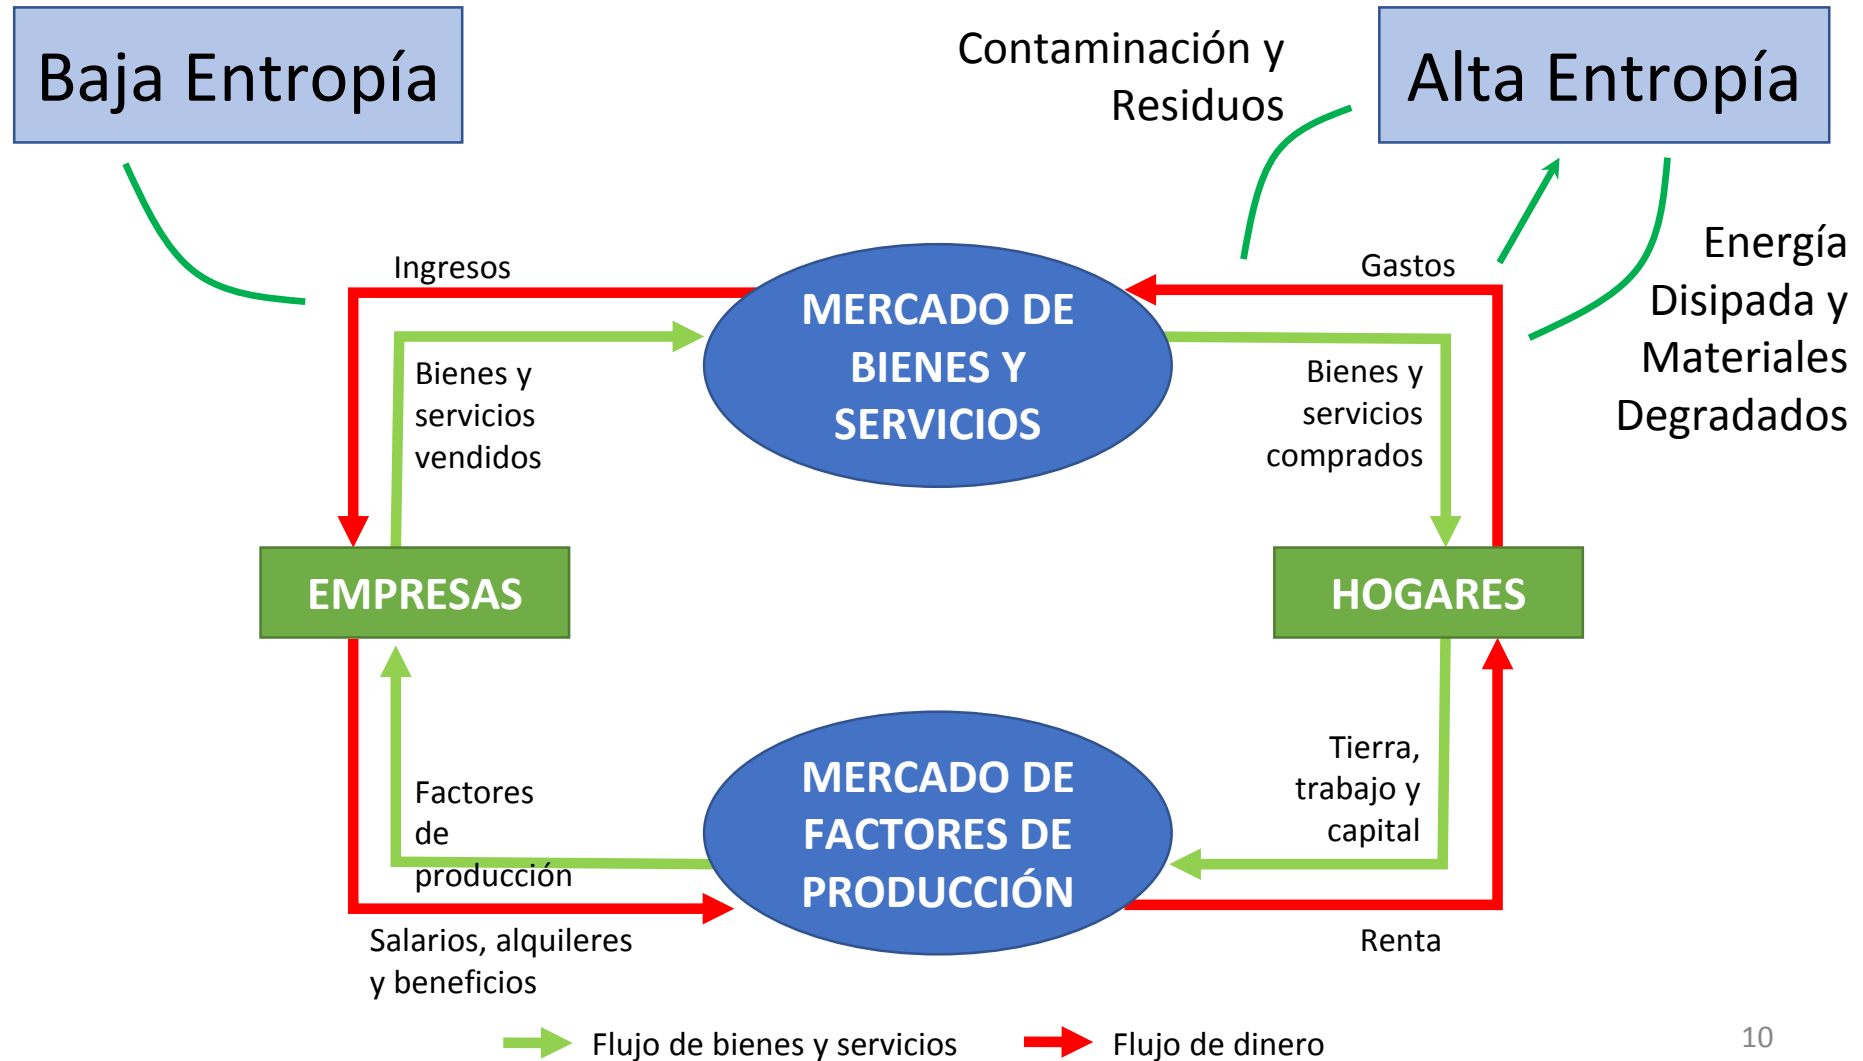 Baja Entropía
Contaminación y
Residuos
Alta Entropía
Energía
Disipada y
Materiales
Degradados
Ingresos
Gastos
MERCADO DE
BIENES Y
SERVICIOS
Bienes y
servicios
vendidos
Bienes y
servicios
comprados
EMPRESAS
HOGARES
Factores
de
producción
MERCADO DE
FACTORES DE
PRODUCCIÓN
Tierra,
trabajo y
capital
Salarios, alquileres
y beneficios
Renta
Flujo de bienes y servicios
Flujo de dinero
10